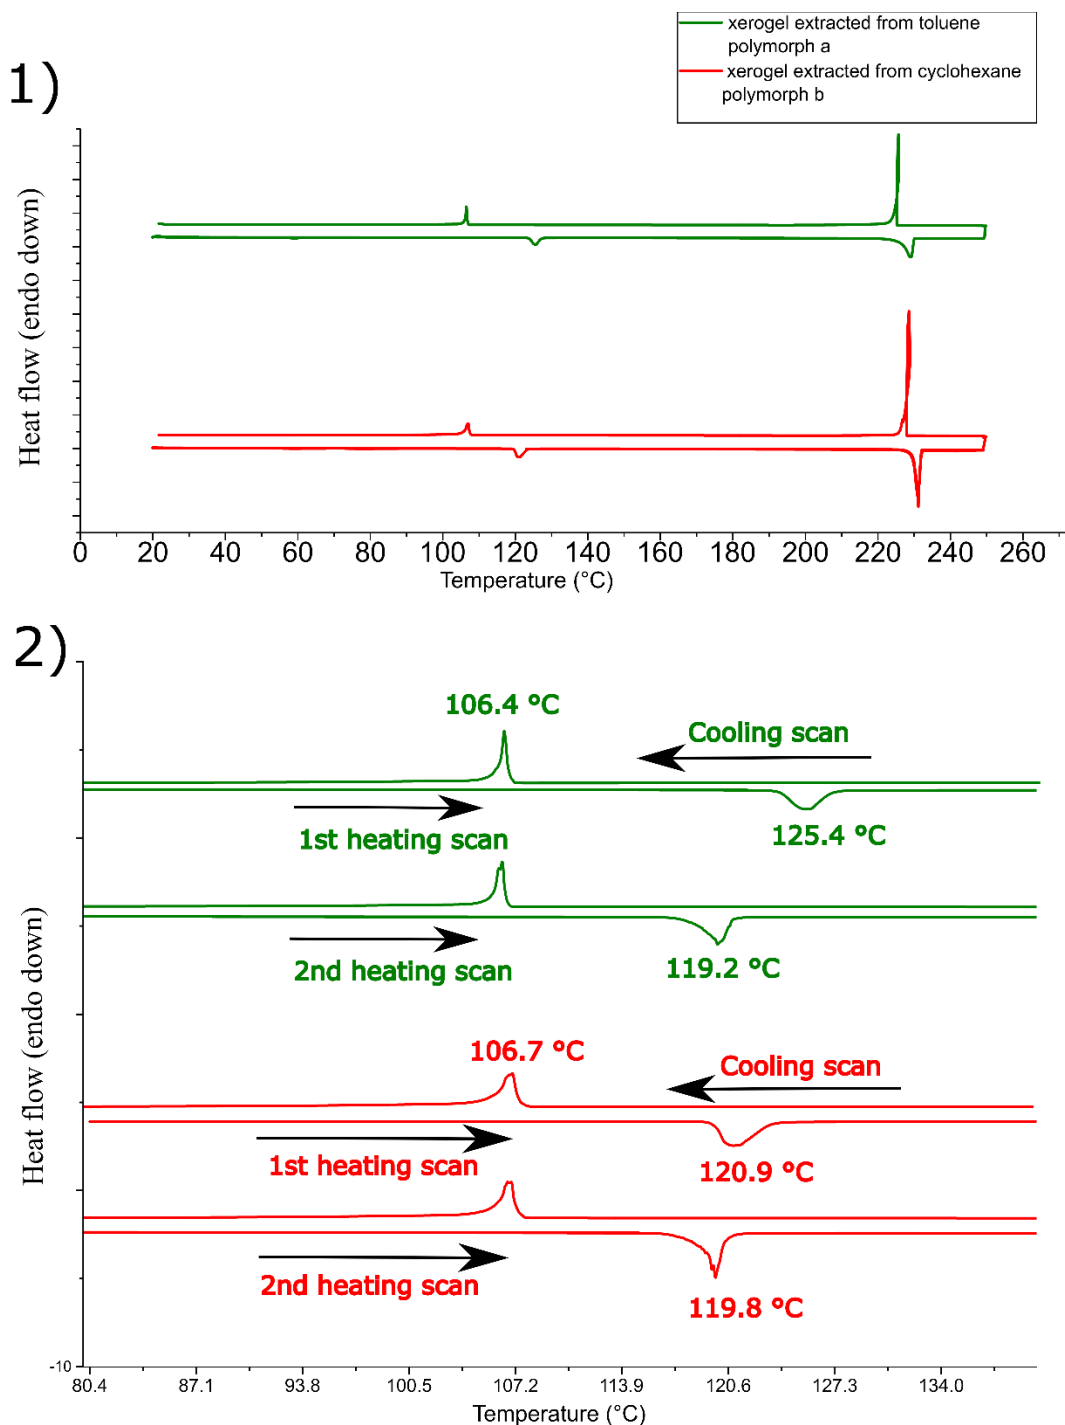 xerogel extracted from toluene
polymorph a
xerogel extracted from cyclohexane
polymorph b
1)
Heat flow (endo down)
0 20 40 60 80 100 120 140 160 180 200 220 240 260
Temperature (°C)
2)
106.4 °C
Cooling scan
1st heating scan
125.4 °C
2nd heating scan
119.2 °C
106.7 °C
Cooling scan
1st heating scan
120.9 °C
2nd heating scan
119.8 °C
Heat flow (endo down)
-10
80.4 87.1 93.8 100.5 107.2 113.9 120.6 127.3 134.0
Temperature (°C)